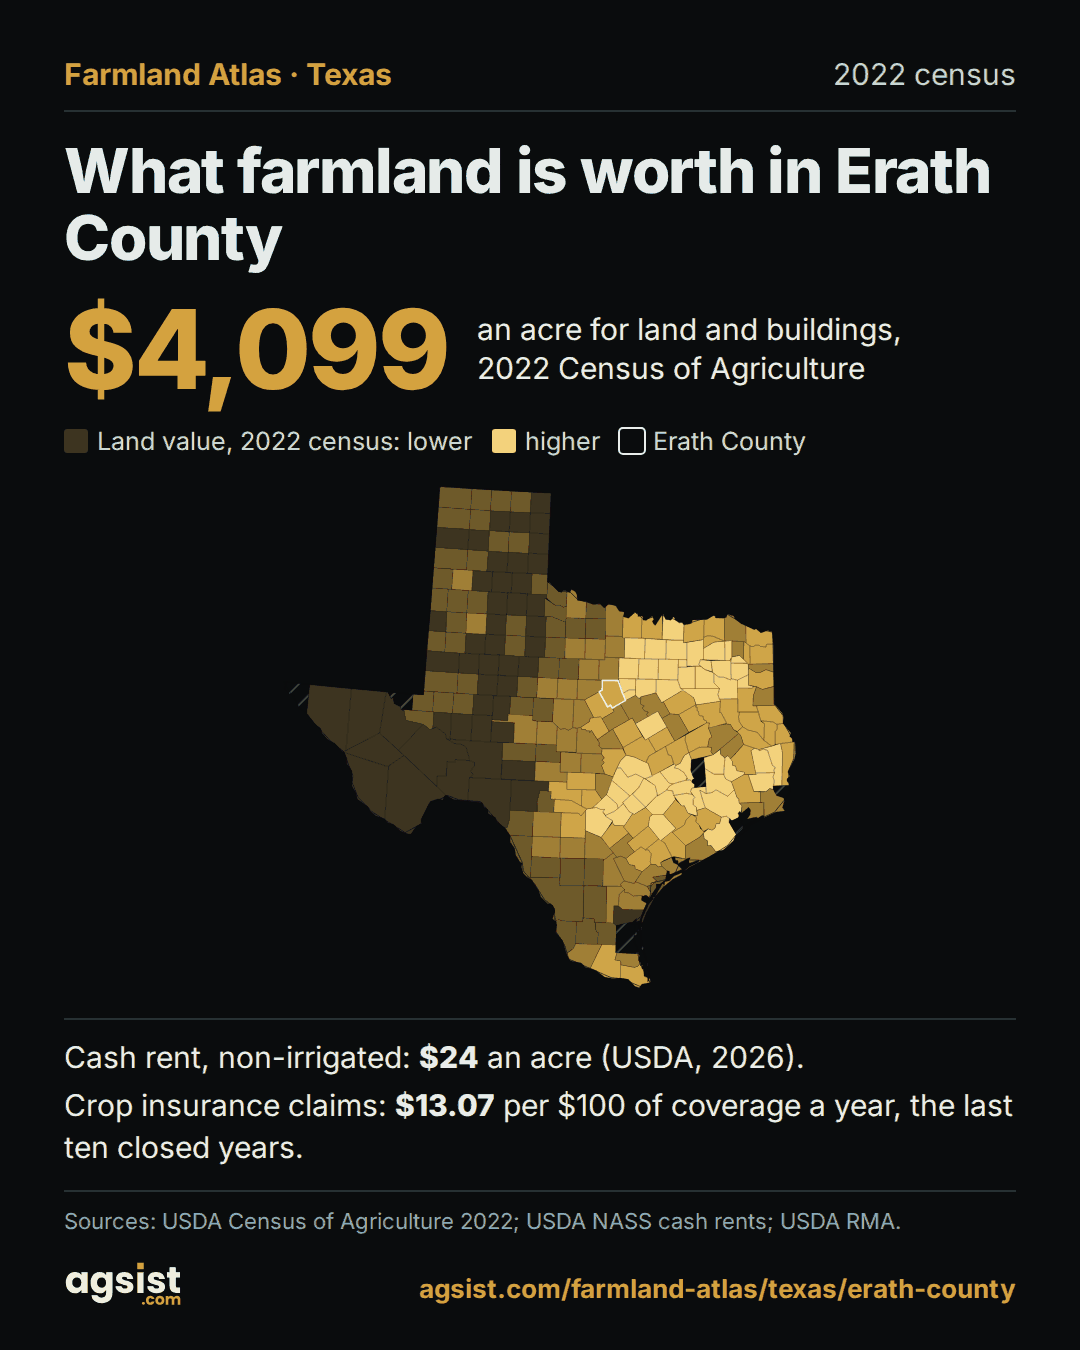 Farmland Atlas · Texas
2022 census
What farmland is worth in Erath
County
$4,099
an acre for land and buildings,
2022 Census of Agriculture
Land value, 2022 census: lower
higher
Erath County
Cash rent, non-irrigated: $24 an acre (USDA, 2026).
Crop insurance claims: $13.07 per $100 of coverage a year, the last
ten closed years.
Sources: USDA Census of Agriculture 2022; USDA NASS cash rents; USDA RMA.
agsist
.com
agsist.com/farmland-atlas/texas/erath-county